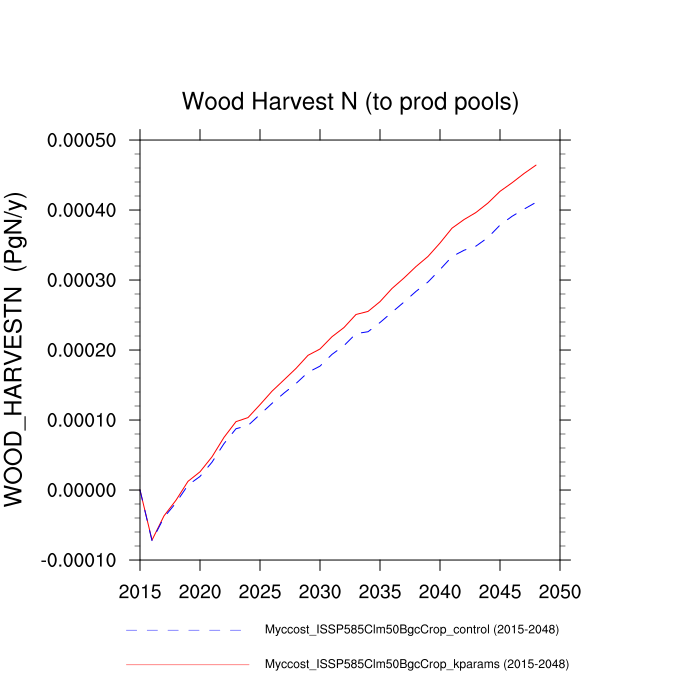 Wood Harvest N (to prod pools)
WOOD_HARVESTN (PgN/y)
0.00050
0.00040
0.00030
0.00020
0.00010
0.00000
-0.00010
2015 2020 2025 2030 2035 2040 2045 2050
Myccost_ISSP585Clm50BgcCrop_control (2015-2048)
Myccost_ISSP585Clm50BgcCrop_kparams (2015-2048)